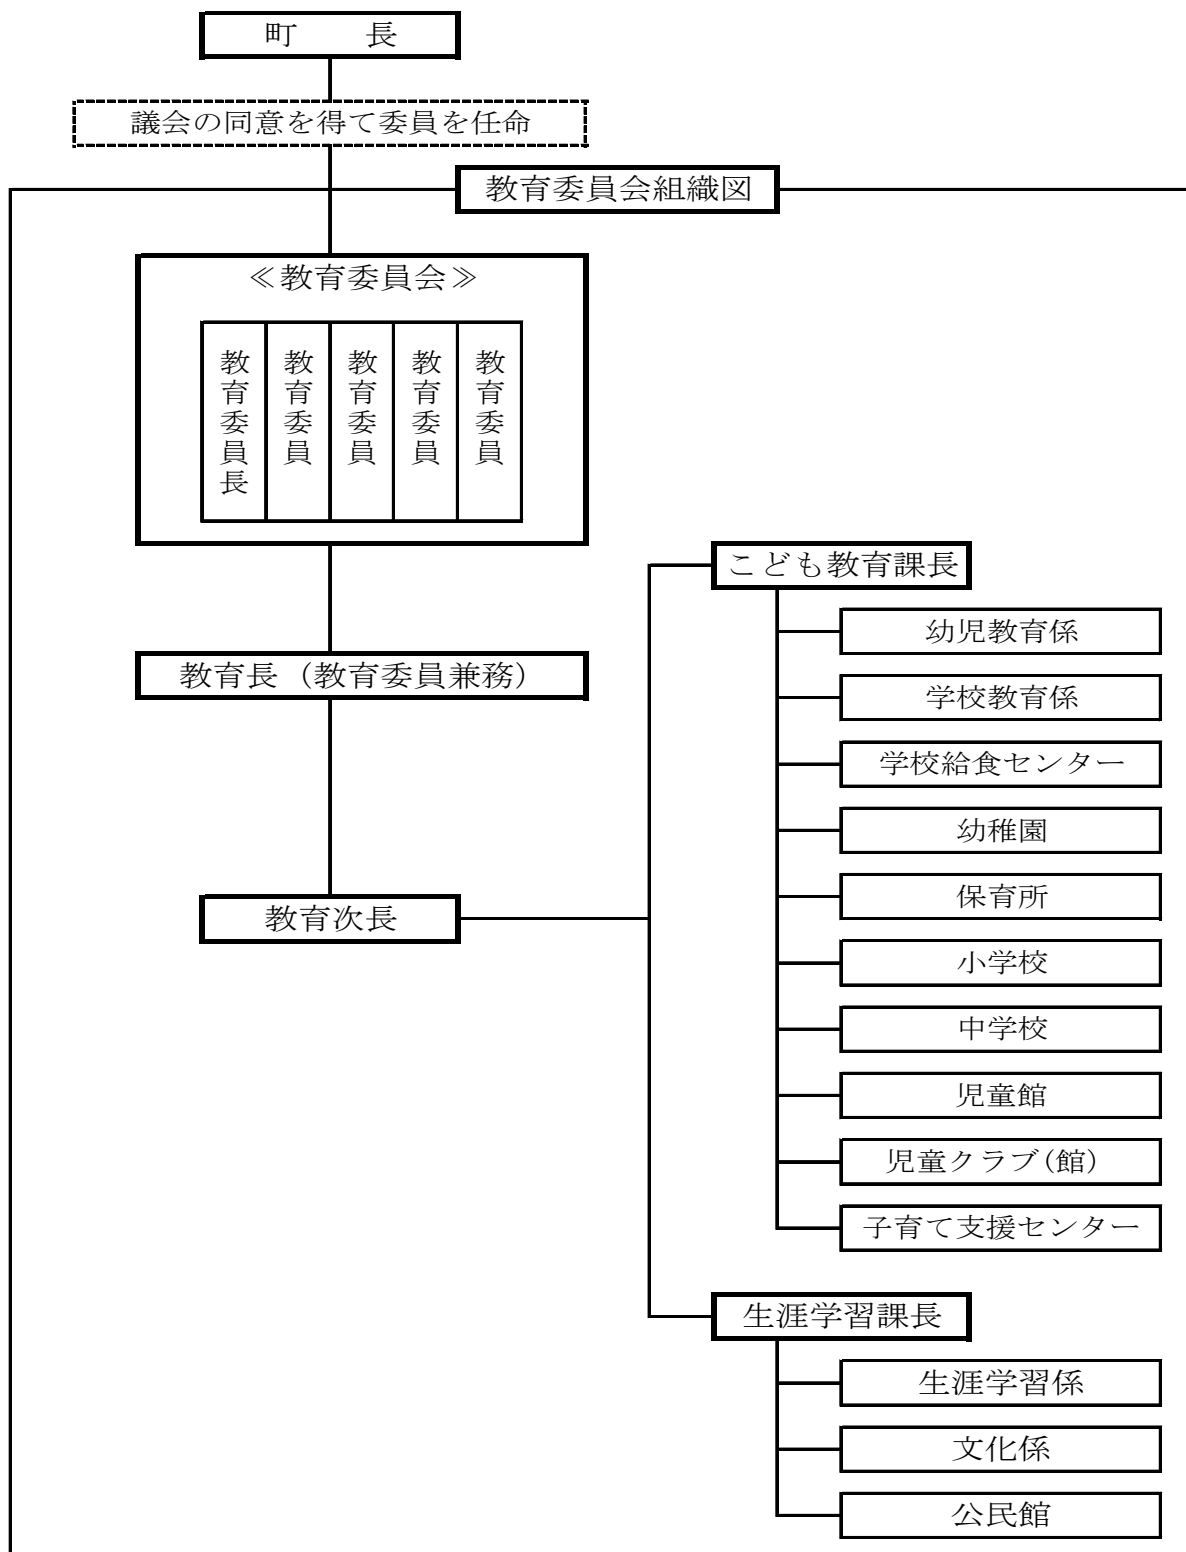 町　　長
議会の同意を得て委員を任命
教育委員会組織図
≪教育委員会≫
教育委員長
教育委員
教育委員
教育委員
教育委員
教育長（教育委員兼務）
教育次長
こども教育課長
幼児教育係
学校教育係
学校給食センター
幼稚園
保育所
小学校
中学校
児童館
児童クラブ(館)
子育て支援センター
生涯学習課長
生涯学習係
文化係
公民館